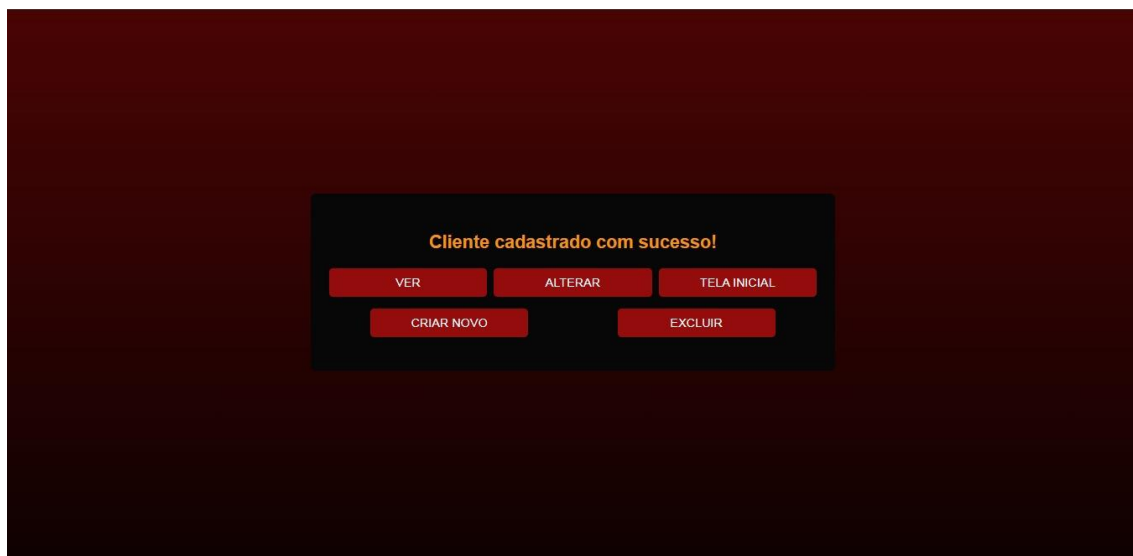 Cliente cadastrado com sucesso!
VER ALTERAR TELA INICIAL
CRIAR NOVO EXCLUIR